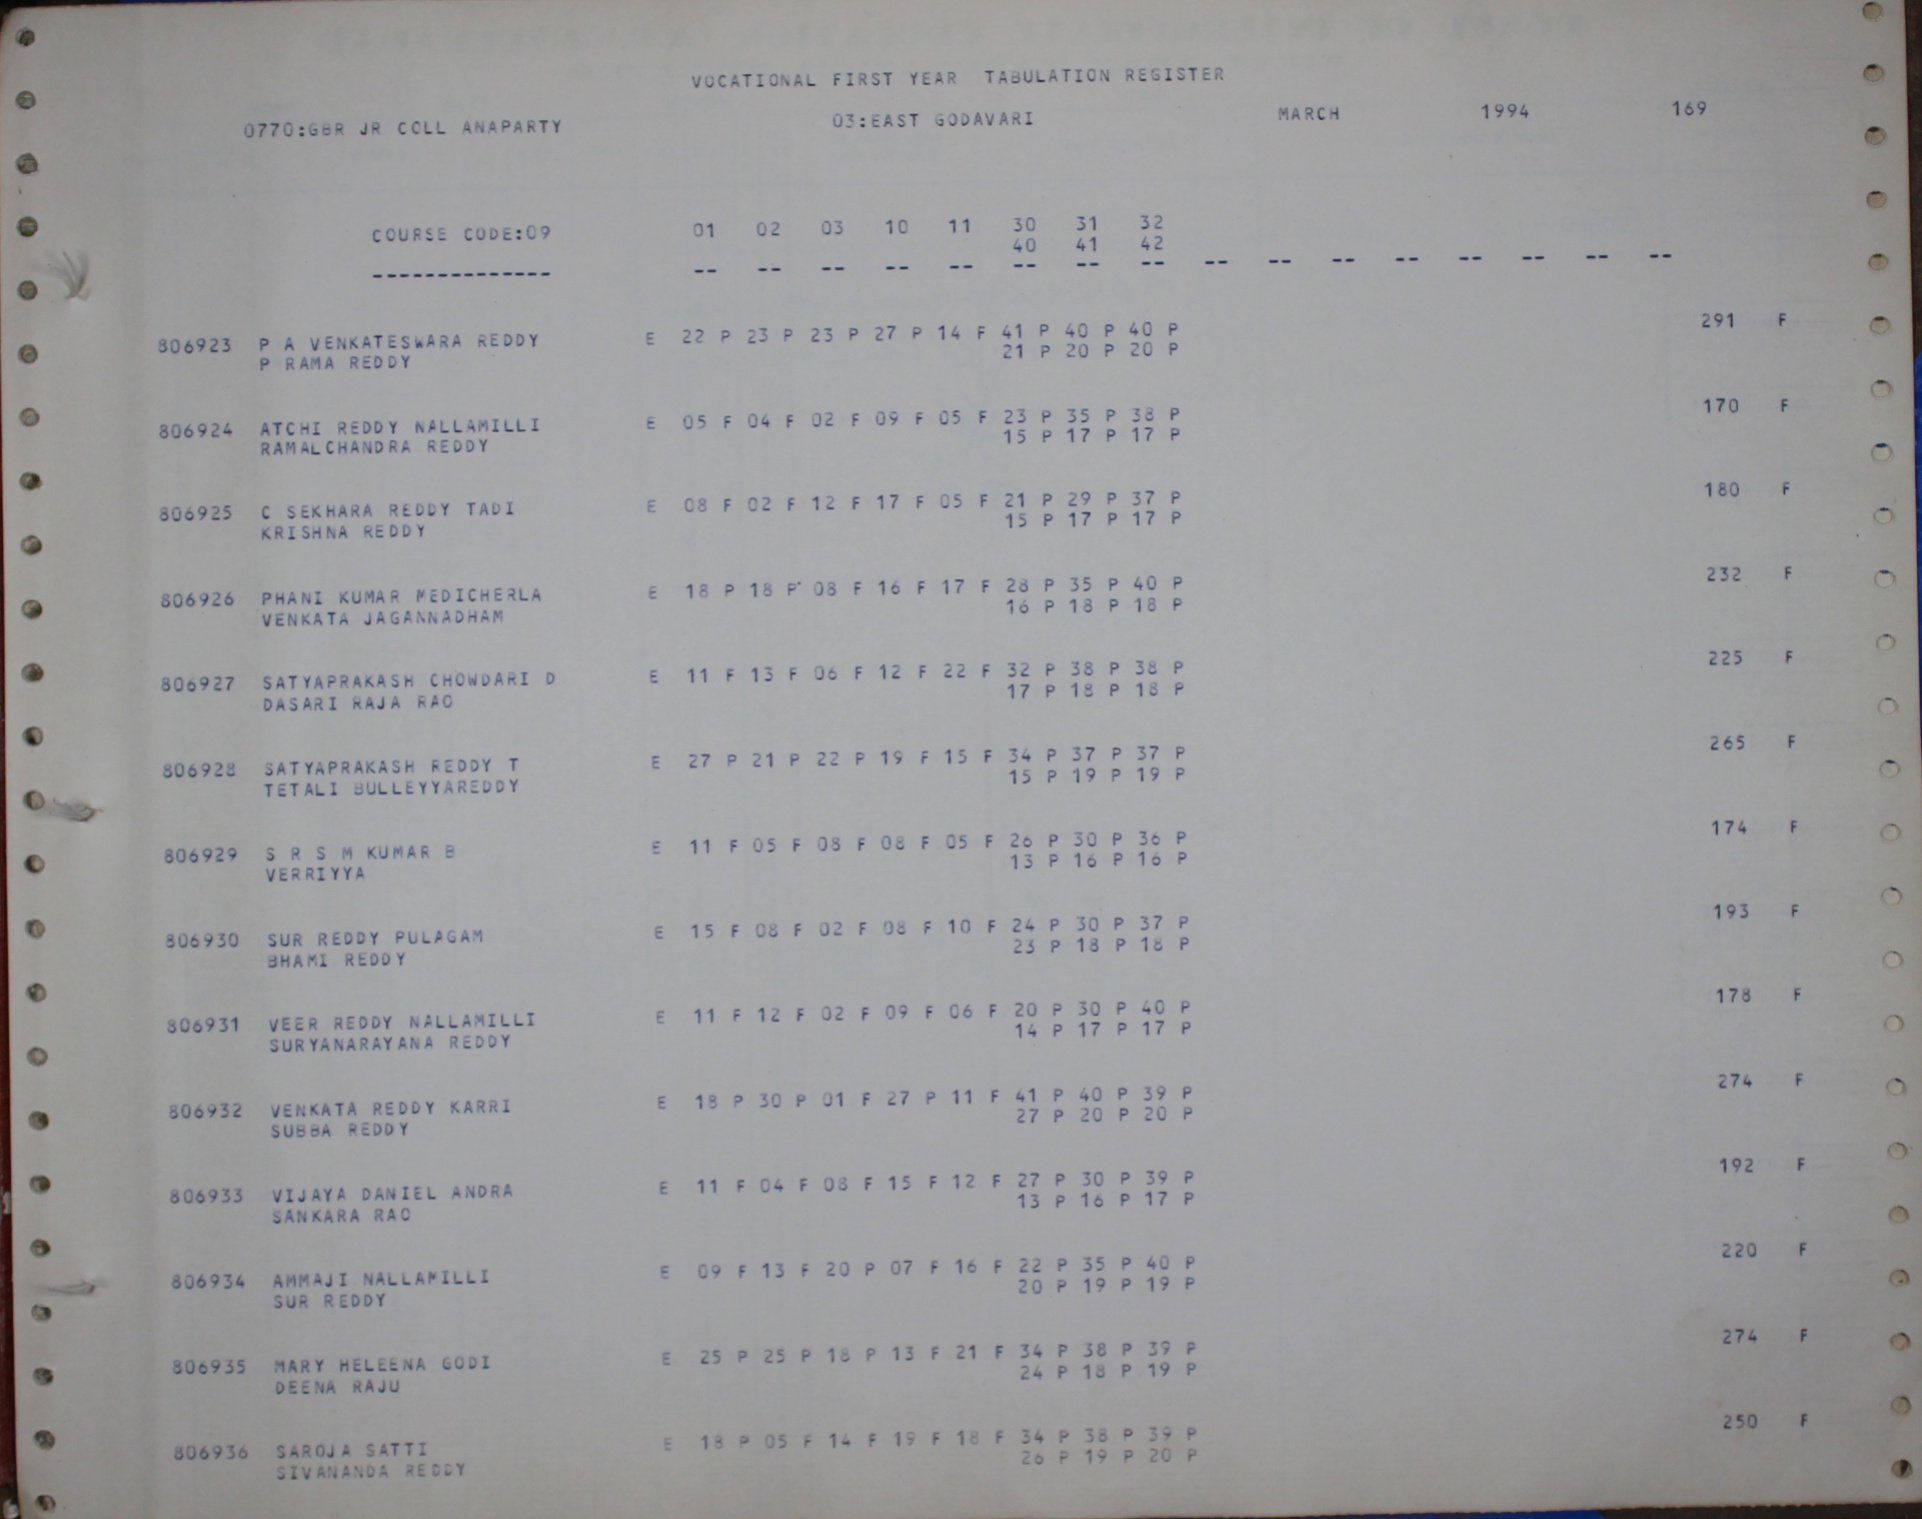 VOCATIONAL FIRST YEAR TABULATION REGISTER
0770:GBR JR COLL ANAPARTY 03:EAST GODAVARI MARCH 1994 169
COURSE CODE:09 01 02 03 10 11 30 31 32
40 41 42
-------------- -- -- -- -- -- -- -- -- -- -- -- -- -- -- -- --
806923 P A VENKATESWARA REDDY E 22 P 23 P 23 P 27 P 14 F 41 P 40 P 40 P 291 F
P RAMA REDDY 21 P 20 P 20 P
806924 ATCHI REDDY NALLAMILLI E 05 F 04 F 02 F 09 F 05 F 23 P 35 P 38 P 170 F
RAMALCHANDRA REDDY 15 P 17 P 17 P
806925 C SEKHARA REDDY TADI E 08 F 02 F 12 F 17 F 05 F 21 P 29 P 37 P 180 F
KRISHNA REDDY 15 P 17 P 17 P
806926 PHANI KUMAR MEDICHERLA E 18 P 18 P 08 F 16 F 17 F 28 P 35 P 40 P 232 F
VENKATA JAGANNADHAM 16 P 18 P 18 P
806927 SATYAPRAKASH CHOWDARI D E 11 F 13 F 06 F 12 F 22 F 32 P 38 P 38 P 225 F
DASARI RAJA RAO 17 P 18 P 18 P
806928 SATYAPRAKASH REDDY T E 27 P 21 P 22 P 19 F 15 F 34 P 37 P 37 P 265 F
TETALI BULLEYYAREDDY 15 P 19 P 19 P
806929 S R S M KUMAR B E 11 F 05 F 08 F 08 F 05 F 26 P 30 P 36 P 174 F
VERRIYYA 13 P 16 P 16 P
806930 SUR REDDY PULAGAM E 15 F 08 F 02 F 08 F 10 F 24 P 30 P 37 P 193 F
BHAMI REDDY 23 P 18 P 18 P
806931 VEER REDDY NALLAMILLI E 11 F 12 F 02 F 09 F 06 F 20 P 30 P 40 P 178 F
SURYANARAYANA REDDY 14 P 17 P 17 P
806932 VENKATA REDDY KARRI E 18 P 30 P 01 F 27 P 11 F 41 P 40 P 39 P 274 F
SUBBA REDDY 27 P 20 P 20 P
806933 VIJAYA DANIEL ANDRA E 11 F 04 F 08 F 15 F 12 F 27 P 30 P 39 P 192 F
SANKARA RAO 13 P 16 P 17 P
806934 AMMAJI NALLAMILLI E 09 F 13 F 20 P 07 F 16 F 22 P 35 P 40 P 220 F
SUR REDDY 20 P 19 P 19 P
806935 MARY HELEENA GODI E 25 P 25 P 18 P 13 F 21 F 34 P 38 P 39 P 274 F
DEENA RAJU 24 P 18 P 19 P
806936 SAROJA SATTI E 18 P 05 F 14 F 19 F 18 F 34 P 38 P 39 P 250 F
SIVANANDA REDDY 26 P 19 P 20 P